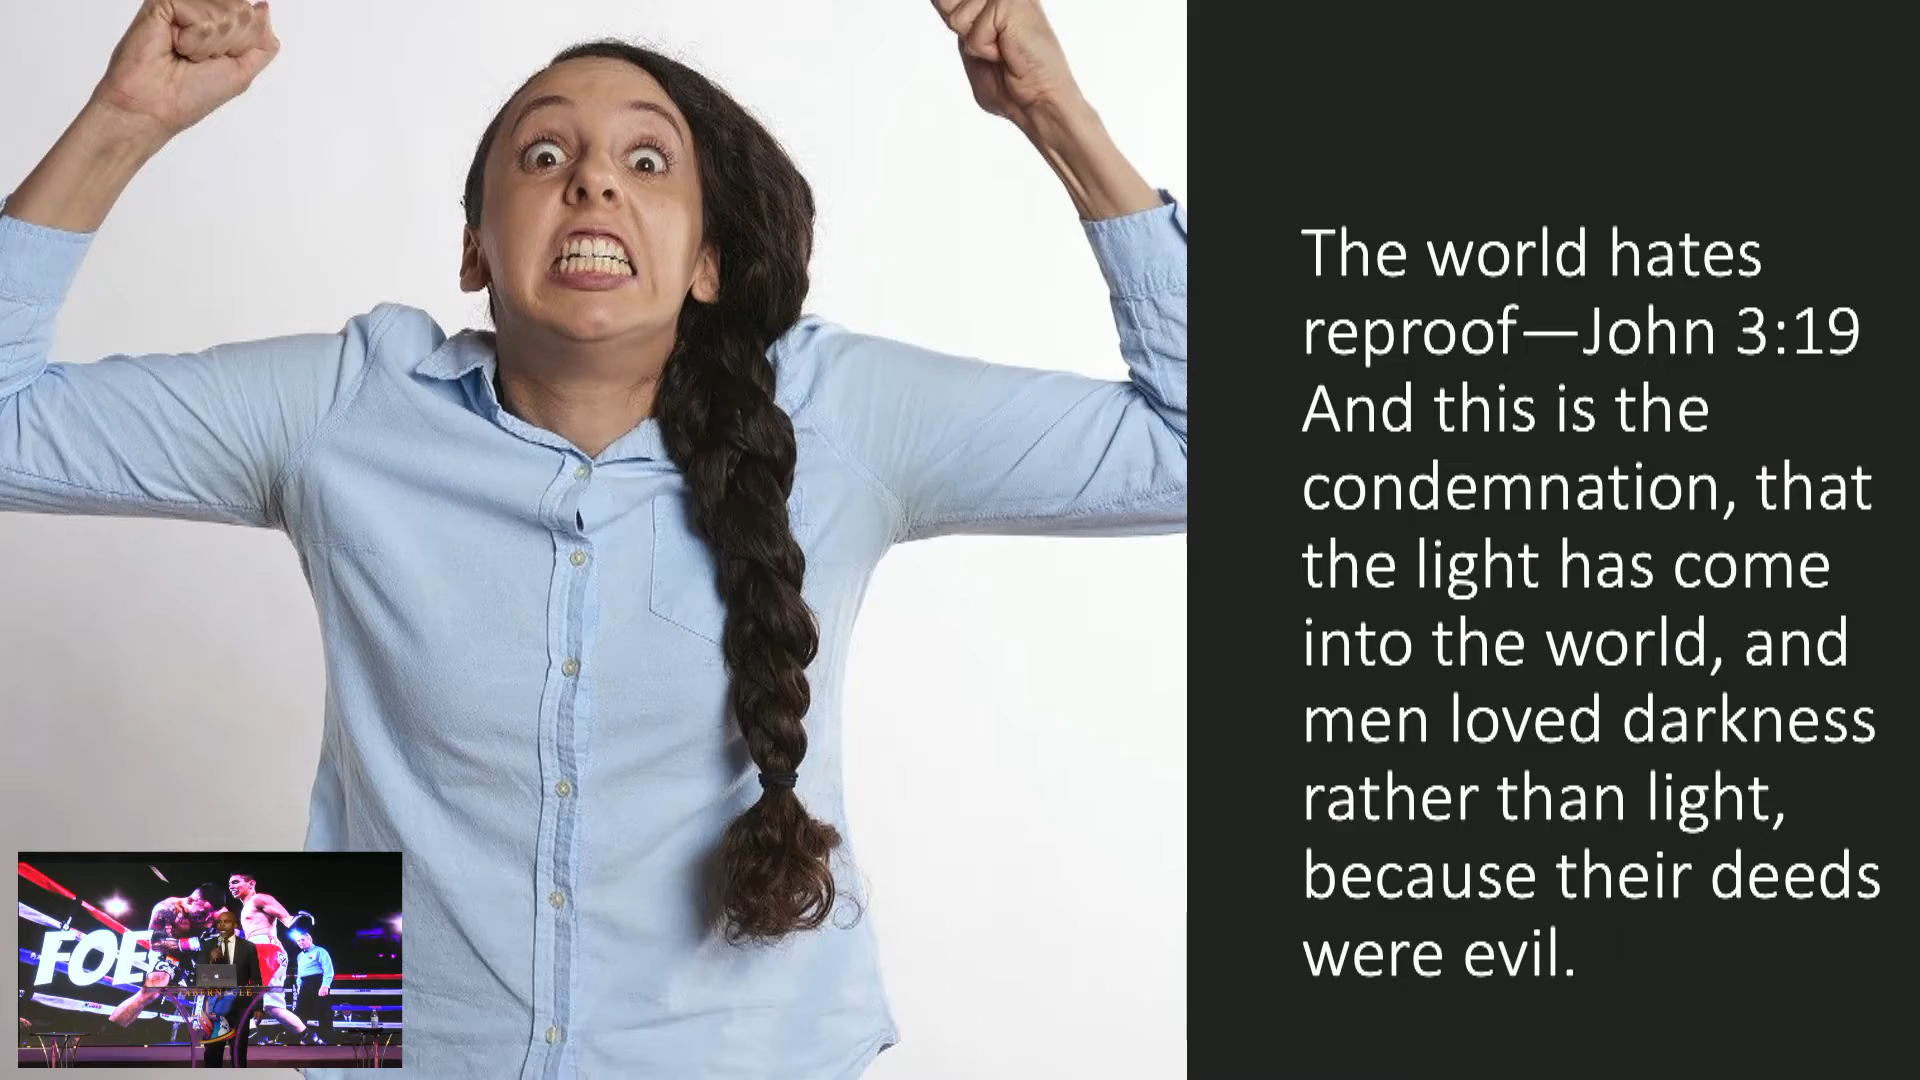 The world hates
reproof—John 3:19
And this is the
condemnation, that
the light has come
into the world, and
men loved darkness
rather than light,
because their deeds
were evil.
FOE
TABERNACLE